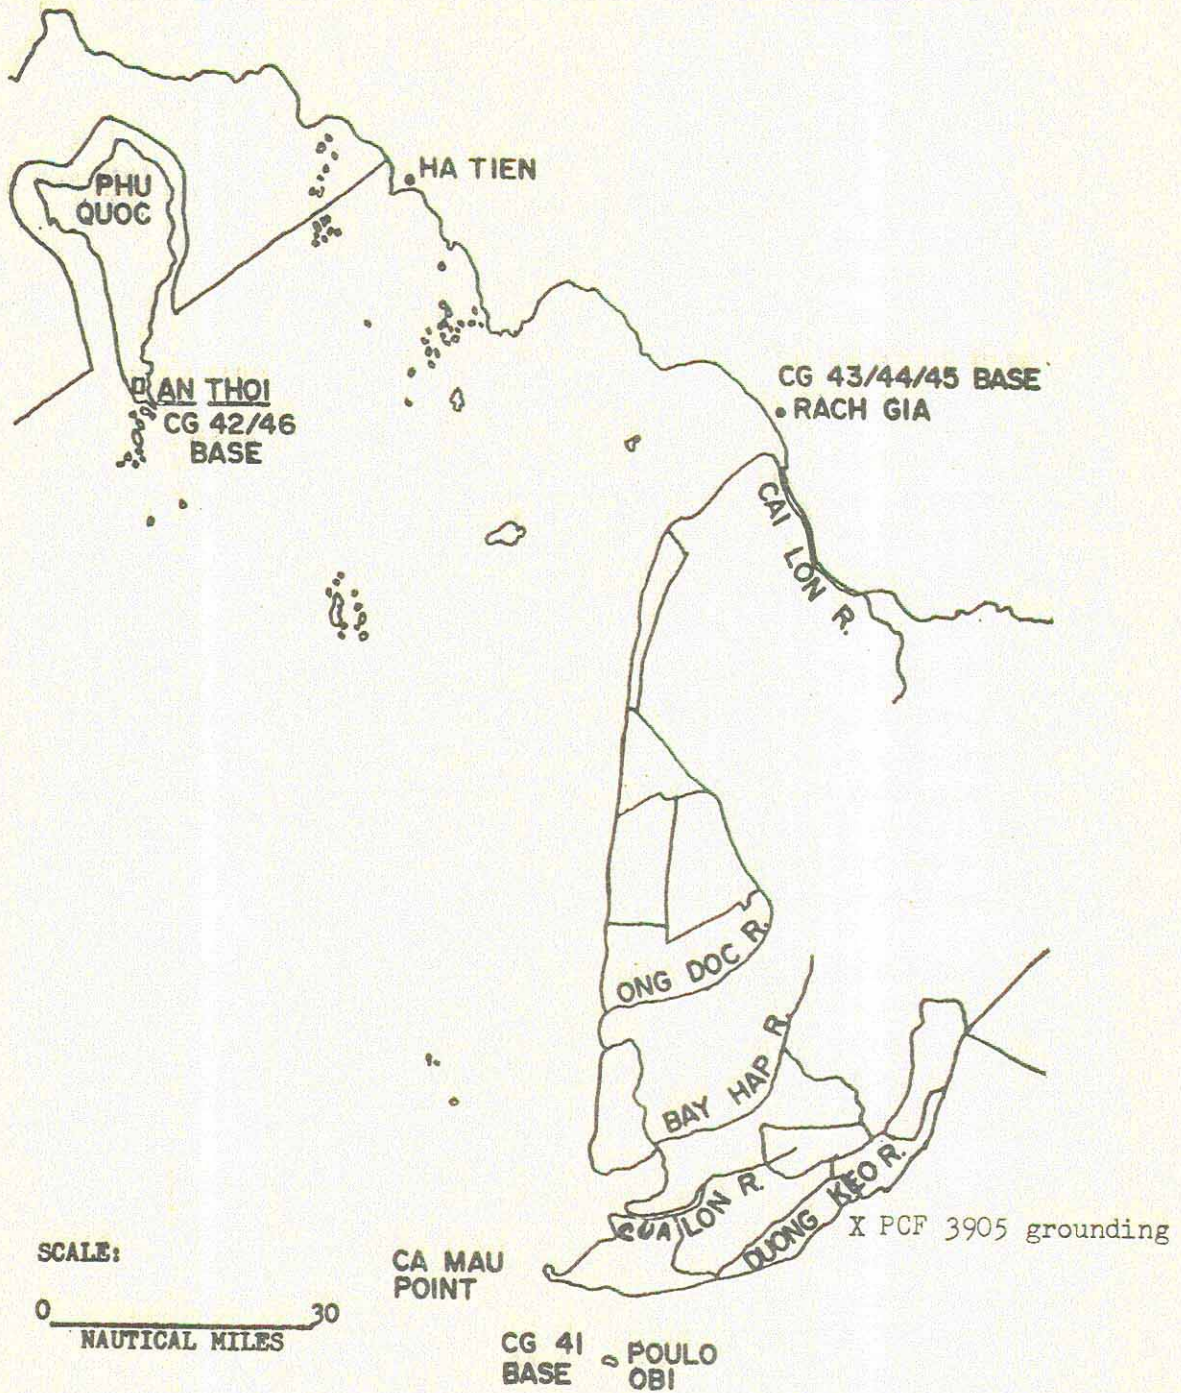 HA TIEN
PHU
QUOC
AN THOI
CG 42/46
BASE
CG 43/44/45 BASE
RACH GIA
CAI LON R.
ONG DOC R.
BAY HAP R.
CUA LON R.
DUONG KEO R.
X PCF 3905 grounding
SCALE:
0 30
NAUTICAL MILES
CA MAU
POINT
CG 41
BASE
POULO
OBI